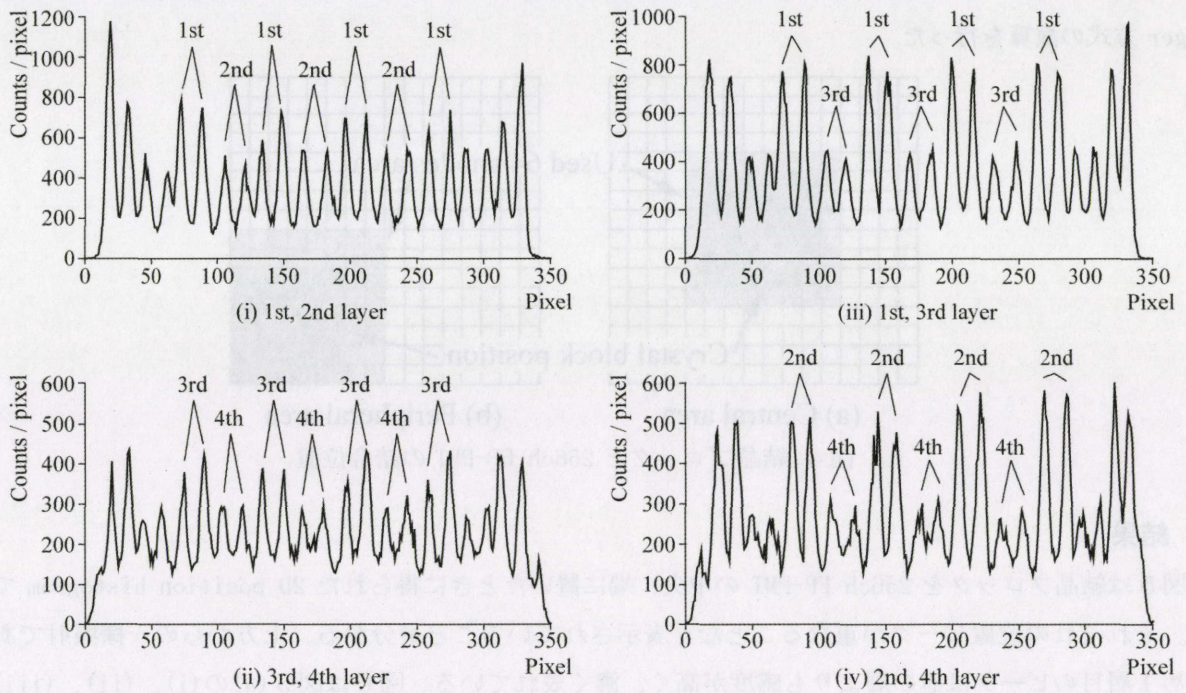 1st 1st 1st 1st
2nd 2nd 2nd
Counts / pixel
1200
1000
800
600
400
200
0
0 50 100 150 200 250 300 350
Pixel
(i) 1st, 2nd layer
1st 1st 1st 1st
3rd 3rd 3rd
Counts / pixel
1000
800
600
400
200
0
0 50 100 150 200 250 300 350
Pixel
(iii) 1st, 3rd layer
3rd 3rd 3rd 3rd
4th 4th 4th
Counts / pixel
600
500
400
300
200
100
0
0 50 100 150 200 250 300 350
Pixel
(ii) 3rd, 4th layer
2nd 2nd 2nd 2nd
4th 4th 4th
Counts / pixel
600
500
400
300
200
100
0
0 50 100 150 200 250 300 350
Pixel
(iv) 2nd, 4th layer